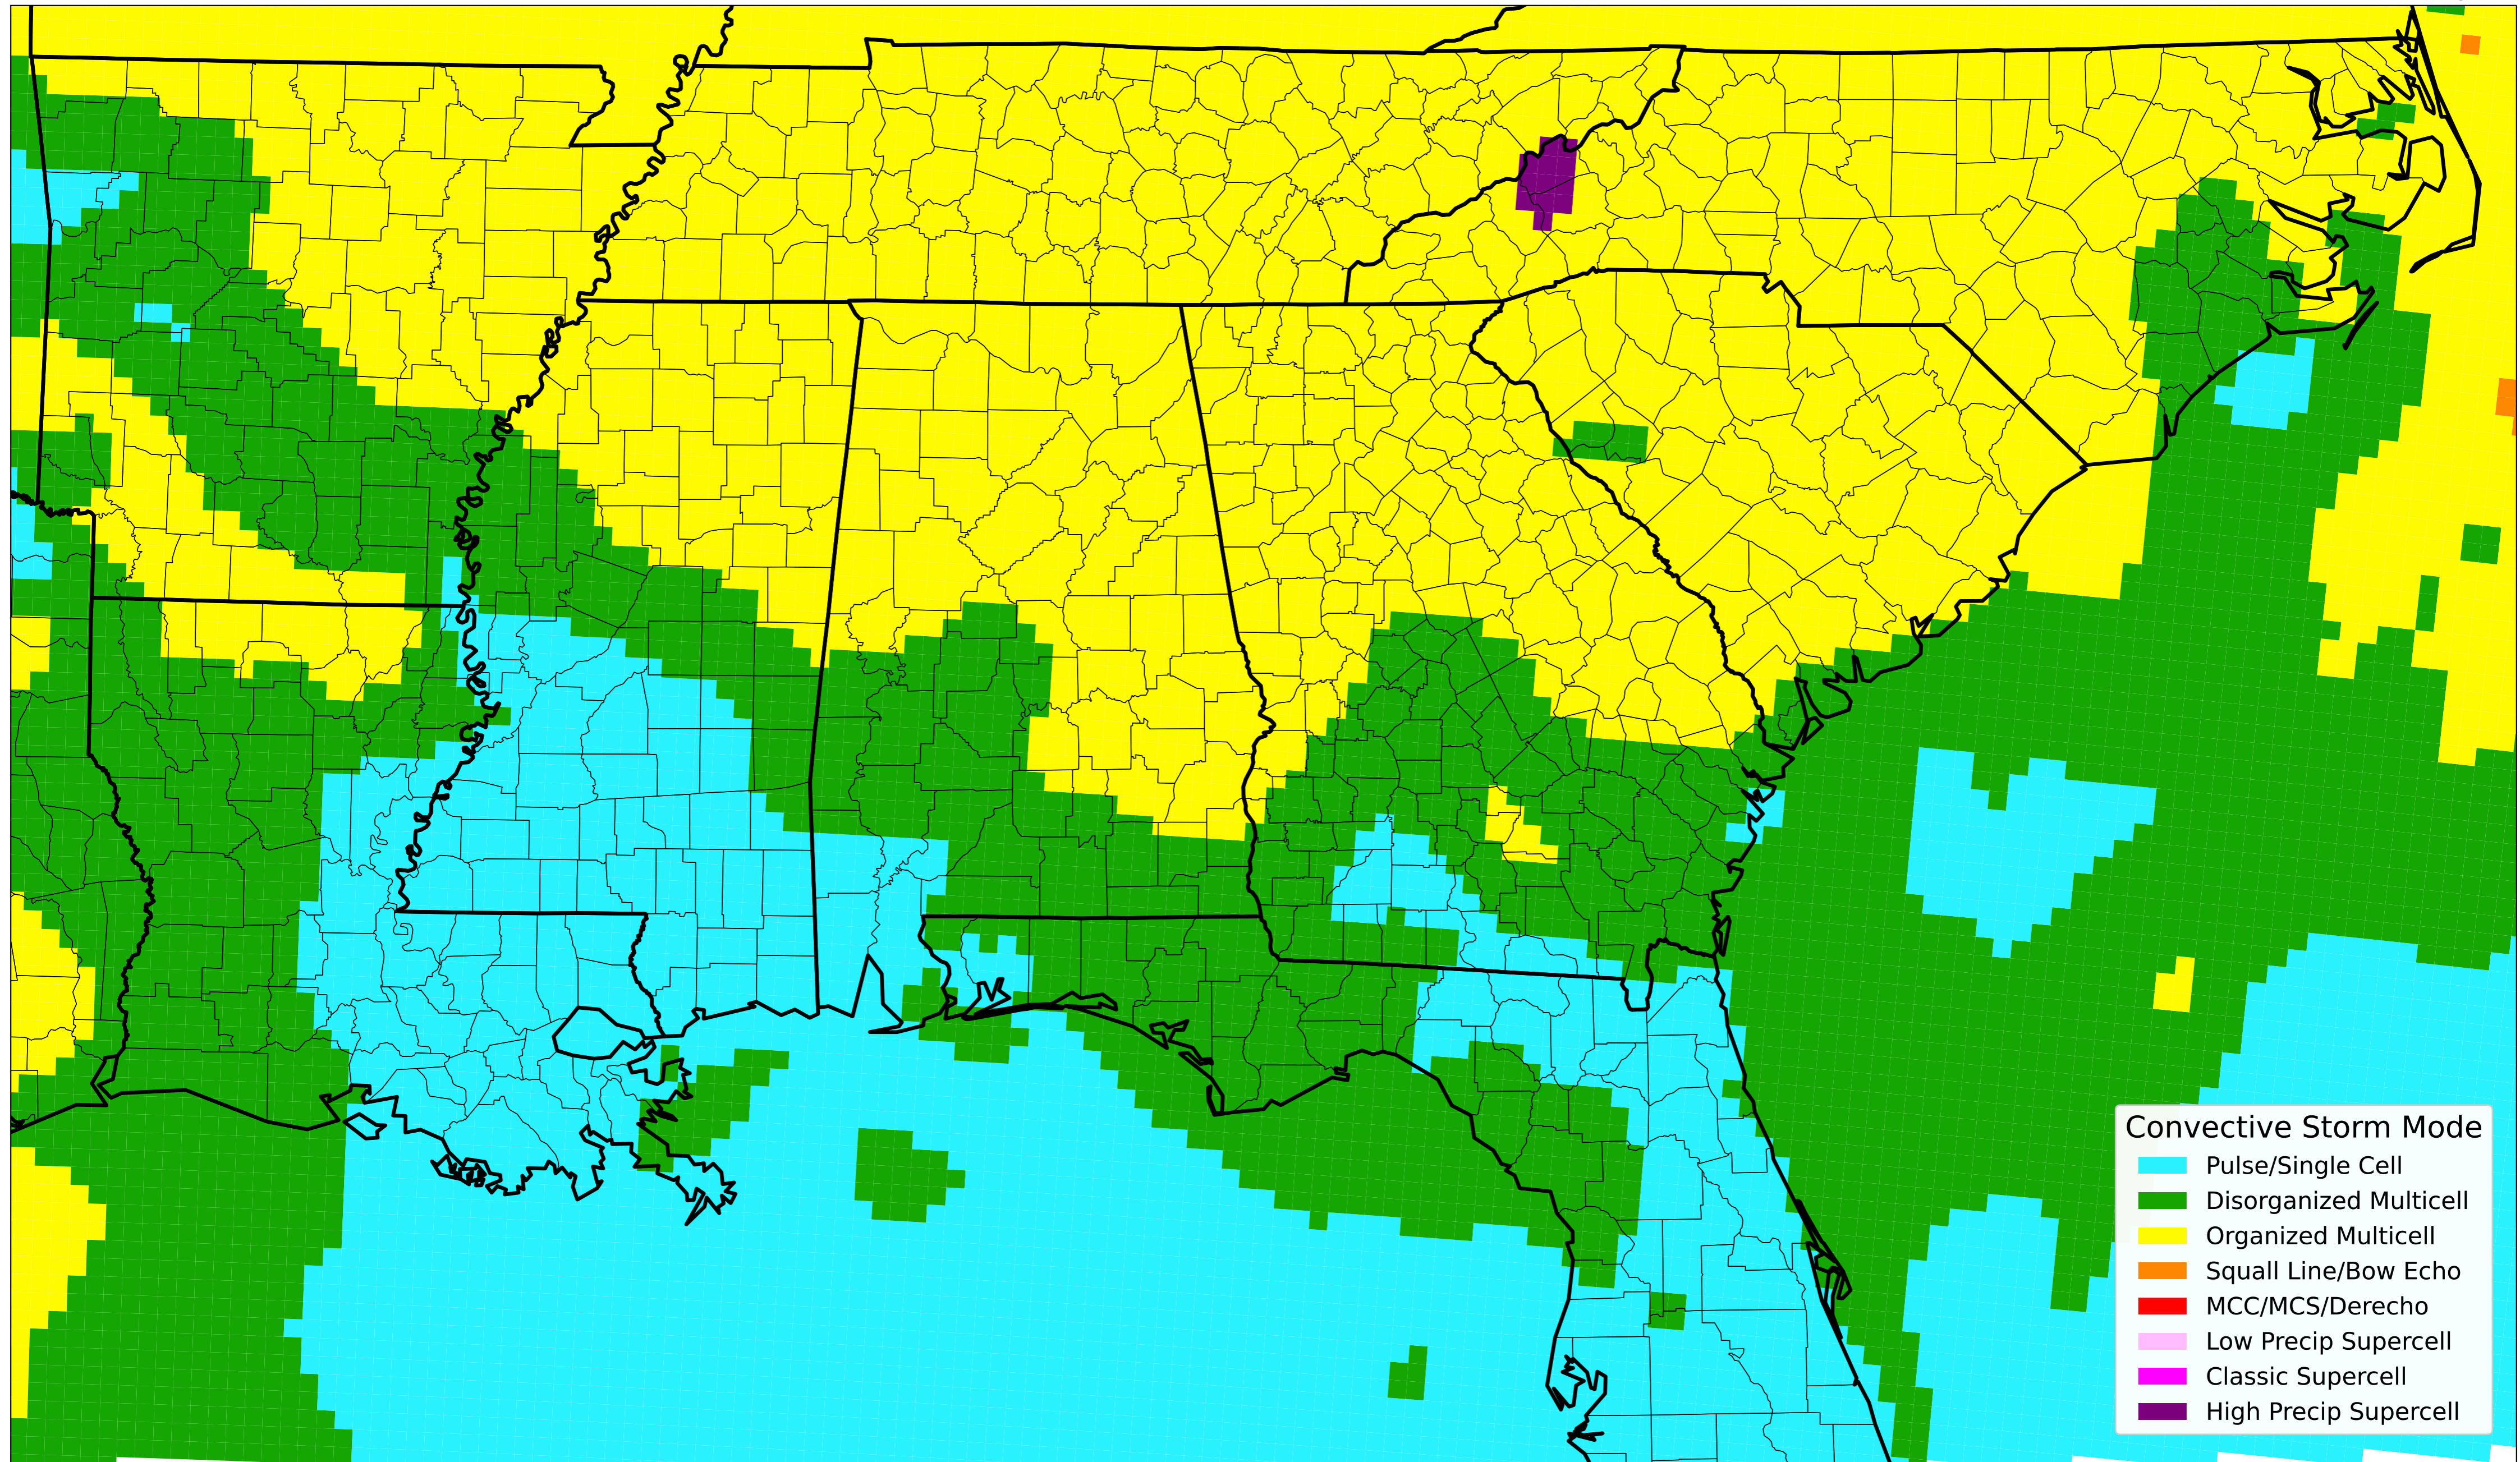 Convective Storm Mode
Pulse/Single Cell
Disorganized Multicell
Organized Multicell
Squall Line/Bow Echo
MCC/MCS/Derecho
Low Precip Supercell
Classic Supercell
High Precip Supercell